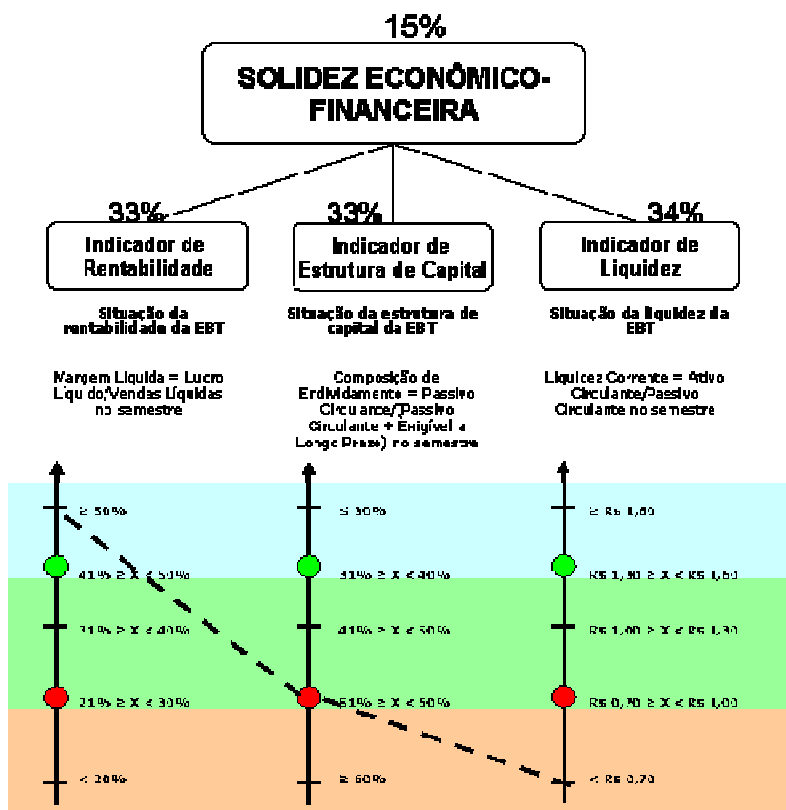 15%
SOLIDEZ ECONÔMICO-
FINANCEIRA
33%
Indicador de
Rentabilidade
Situação da
rentabilidade da EBT
Margem Líquida = Lucro
Líquido/Vendas Líquidas
no semestre
≥ 50%
41% ≥ X < 50%
31% ≥ X < 40%
21% ≥ X < 30%
< 20%
33%
Indicador de
Estrutura de Capital
Situação da estrutura de
capital da EBT
Composição de
Endividamento = Passivo
Circulante/(Passivo
Circulante + Exigível a
Longo Prazo) no semestre
≤ 30%
31% ≥ X < 40%
41% ≥ X < 50%
51% ≥ X < 60%
≥ 60%
34%
Indicador de
Liquidez
Situação da liquidez da
EBT
Liquidez Corrente = Ativo
Circulante/Passivo
Circulante no semestre
≥ R$ 1,60
R$ 1,30 ≥ X < R$ 1,60
R$ 1,00 ≥ X < R$ 1,30
R$ 0,70 ≥ X < R$ 1,00
< R$ 0,70